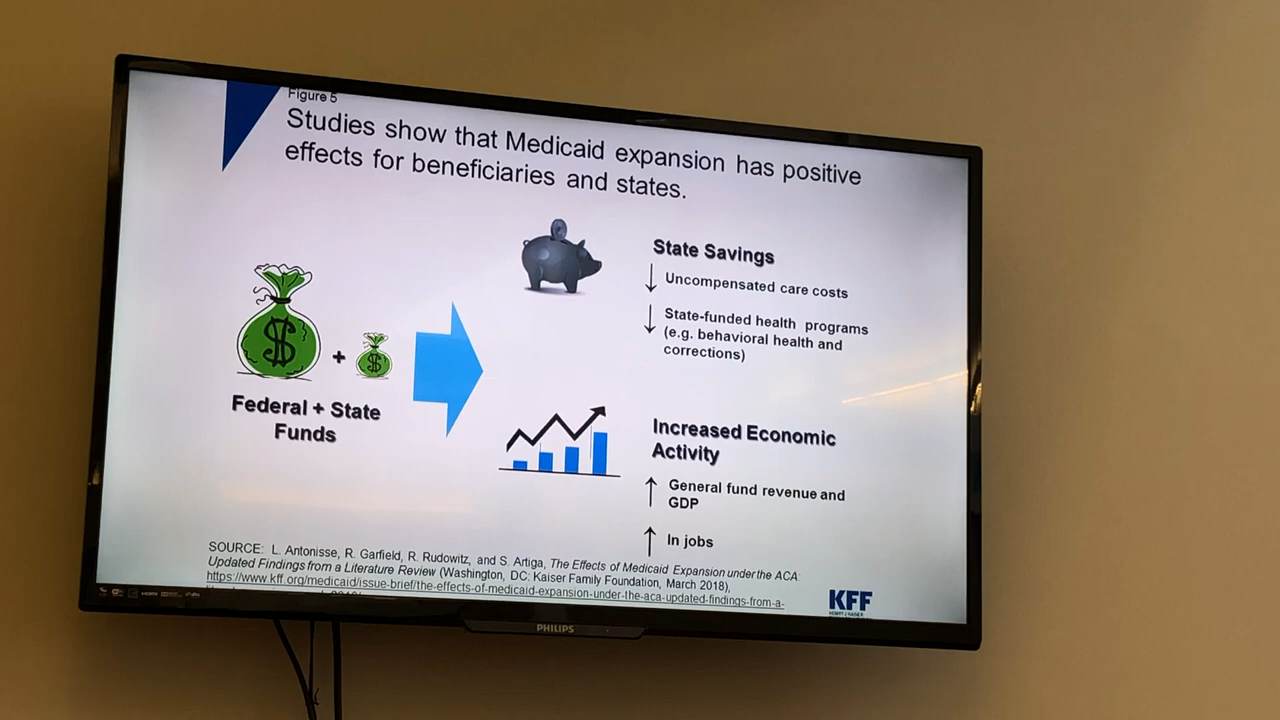 Figure 5
Studies show that Medicaid expansion has positive
effects for beneficiaries and states.
$
+
$
Federal + State
Funds
State Savings
↓ Uncompensated care costs
↓ State-funded health programs
(e.g. behavioral health and
corrections)
Increased Economic
Activity
↑ General fund revenue and
GDP
↑ In jobs
SOURCE: L. Antonisse, R. Garfield, R. Rudowitz, and S. Artiga, The Effects of Medicaid Expansion under the ACA:
Updated Findings from a Literature Review (Washington, DC: Kaiser Family Foundation, March 2018),
https://www.kff.org/medicaid/issue-brief/the-effects-of-medicaid-expansion-under-the-aca-updated-findings-from-a-
KFF
HENRY J KAISER
HDMI
PHILIPS